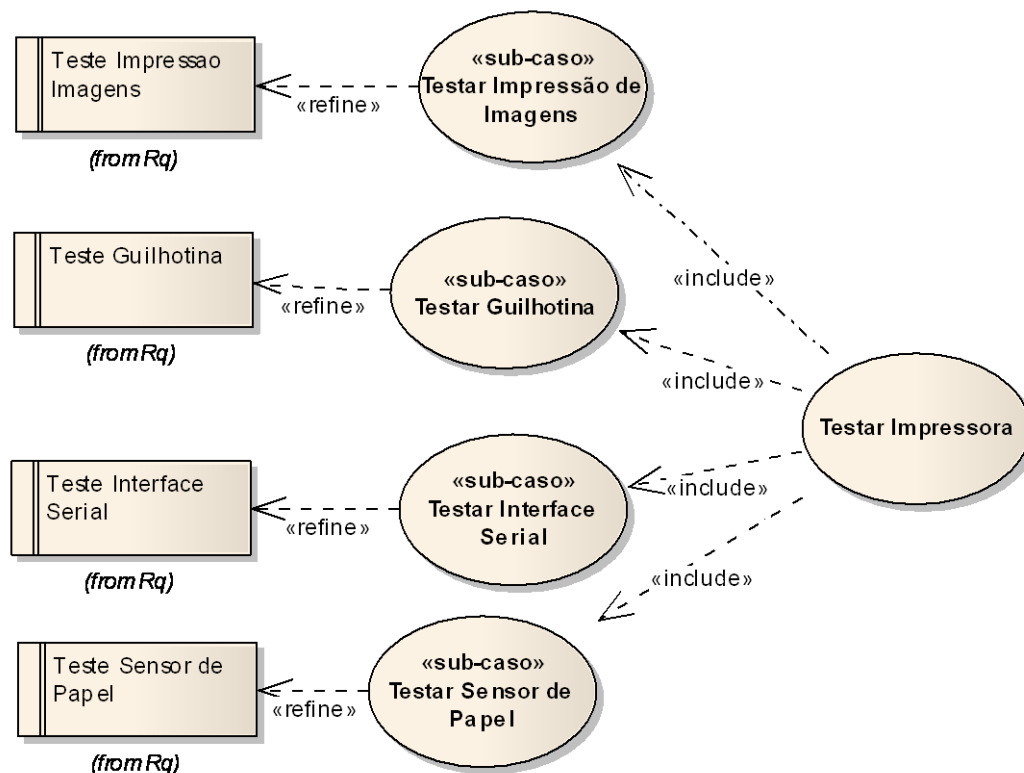 Teste Impressao
Imagens
(from Rq)
«refine»
«sub-caso»
Testar Impressão de
Imagens
«include»
Teste Guilhotina
(from Rq)
«refine»
«sub-caso»
Testar Guilhotina
«include»
Testar Impressora
Teste Interface
Serial
(from Rq)
«refine»
«sub-caso»
Testar Interface
Serial
«include»
«include»
Teste Sensor de
Papel
(from Rq)
«refine»
«sub-caso»
Testar Sensor de
Papel